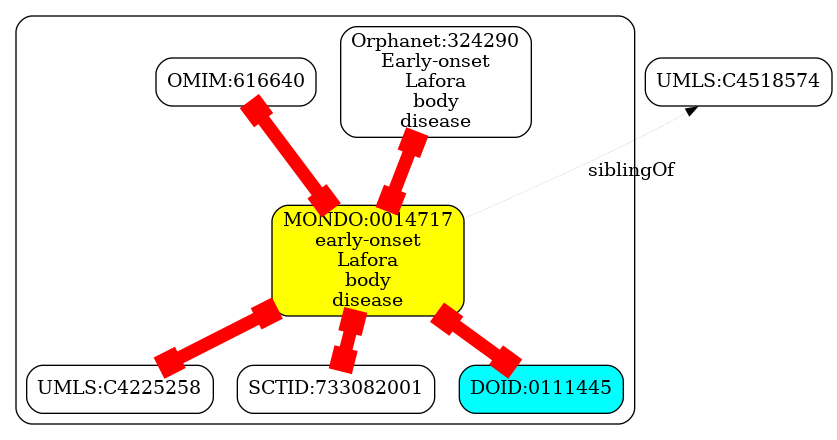 Orphanet:324290
Early-onset
Lafora
body
disease
OMIM:616640
UMLS:C4518574
siblingOf
MONDO:0014717
early-onset
Lafora
body
disease
UMLS:C4225258
SCTID:733082001
DOID:0111445